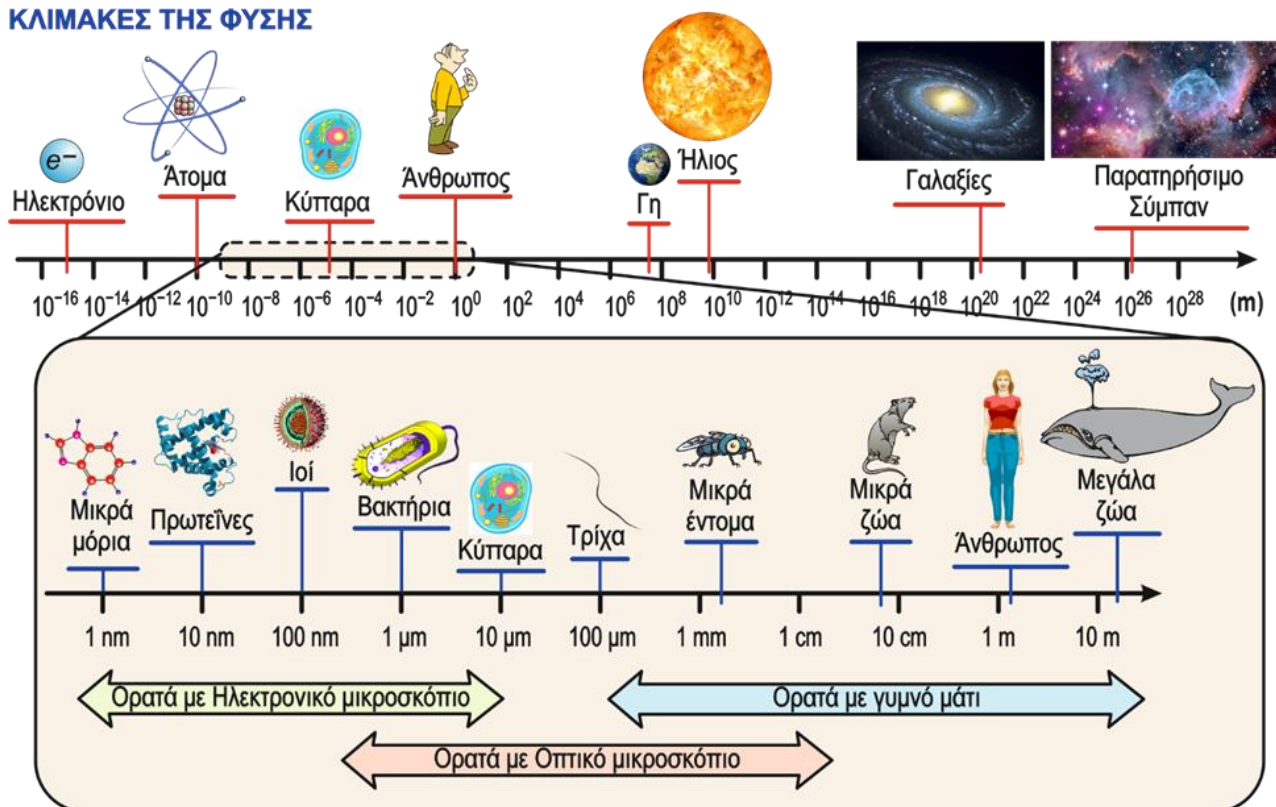 ΚΛΙΜΑΚΕΣ ΤΗΣ ΦΥΣΗΣ
e⁻
Ηλεκτρόνιο
Άτομα
Κύτταρα
Άνθρωπος
Γη
Ήλιος
Γαλαξίες
Παρατηρήσιμο
Σύμπαν
10⁻¹⁶ 10⁻¹⁴ 10⁻¹² 10⁻¹⁰ 10⁻⁸ 10⁻⁶ 10⁻⁴ 10⁻² 10⁰ 10² 10⁴ 10⁶ 10⁸ 10¹⁰ 10¹² 10¹⁴ 10¹⁶ 10¹⁸ 10²⁰ 10²² 10²⁴ 10²⁶ 10²⁸ (m)
Μικρά
μόρια
Πρωτεΐνες
Ιοί
Βακτήρια
Κύτταρα
Τρίχα
Μικρά
έντομα
Μικρά
ζώα
Άνθρωπος
Μεγάλα
ζώα
1 nm 10 nm 100 nm 1 μm 10 μm 100 μm 1 mm 1 cm 10 cm 1 m 10 m
Ορατά με Ηλεκτρονικό μικροσκόπιο
Ορατά με γυμνό μάτι
Ορατά με Οπτικό μικροσκόπιο